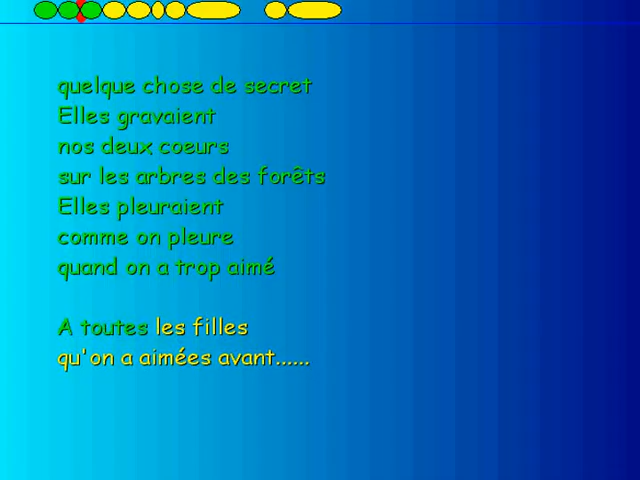 quelque chose de secret
Elles gravaient
nos deux coeurs
sur les arbres des forêts
Elles pleuraient
comme on pleure
quand on a trop aimé
A toutes les filles
qu'on a aimées avant......